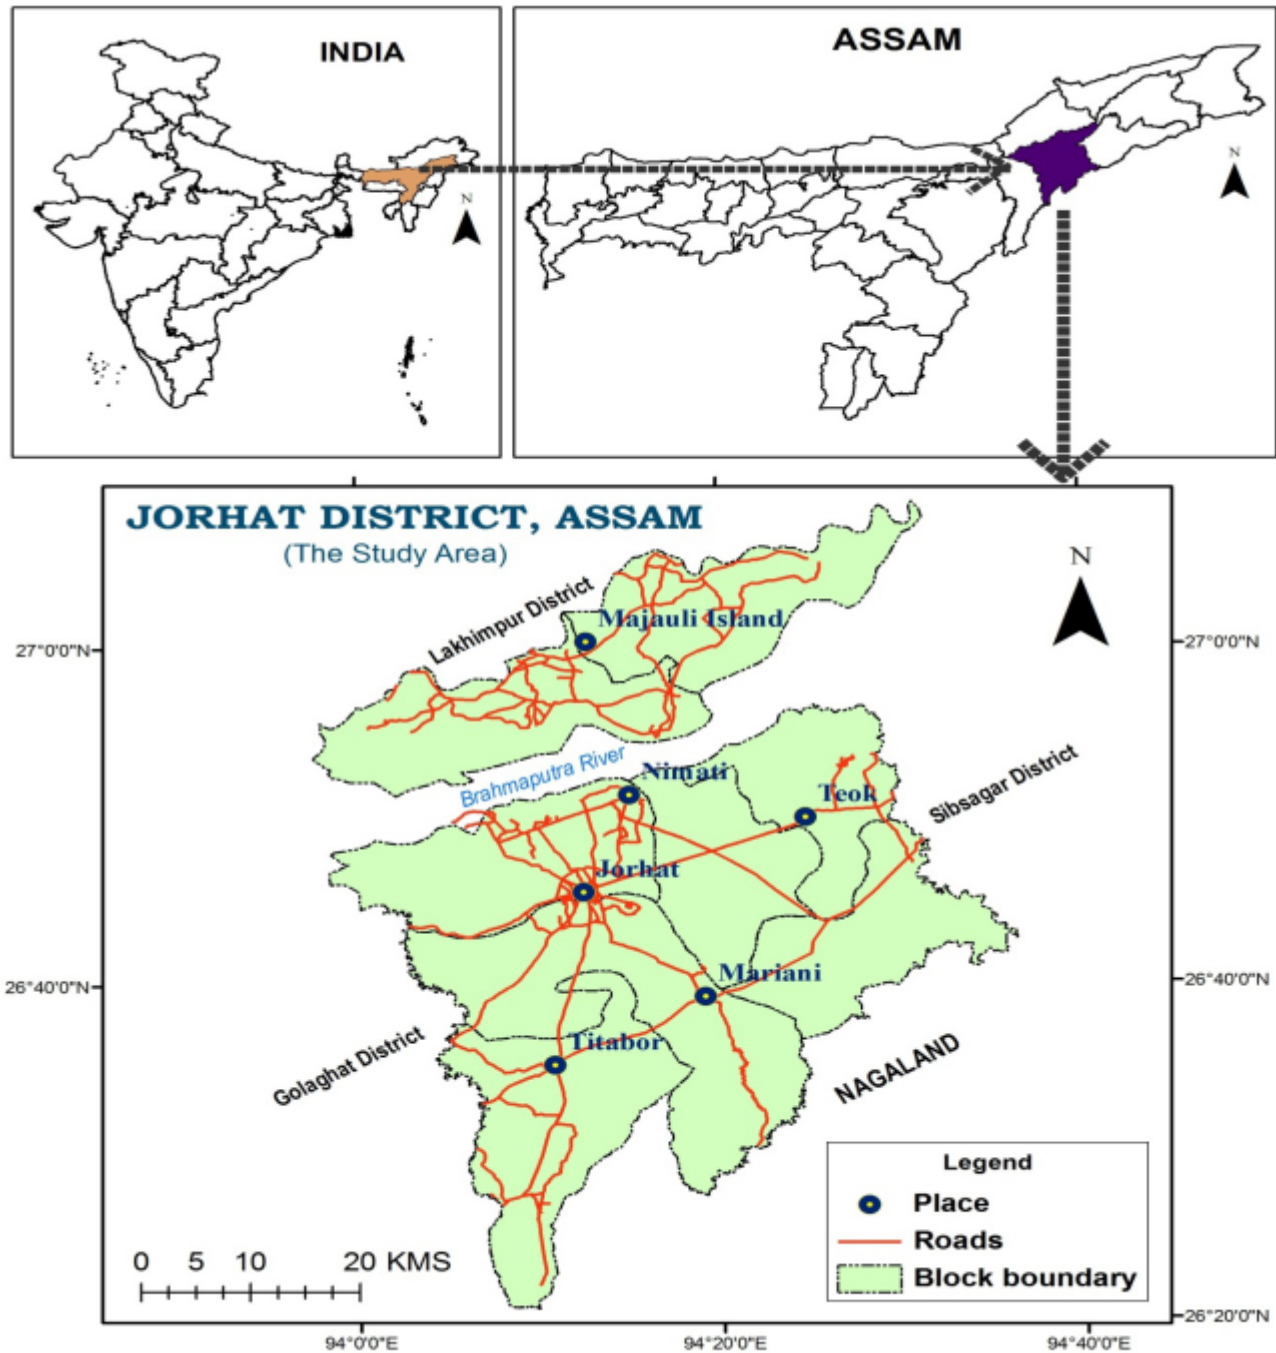 INDIA
N
ASSAM
N
JORHAT DISTRICT, ASSAM
(The Study Area)
N
Lakhimpur District
Majauli Island
27°0'0"N
27°0'0"N
Brahmaputra River
Nimati
Teok
Sibsagar District
Jorhat
Mariani
26°40'0"N
26°40'0"N
Titabor
Golaghat District
NAGALAND
Legend
Place
Roads
Block boundary
0 5 10 20 KMS
26°20'0"N
94°0'0"E 94°20'0"E 94°40'0"E